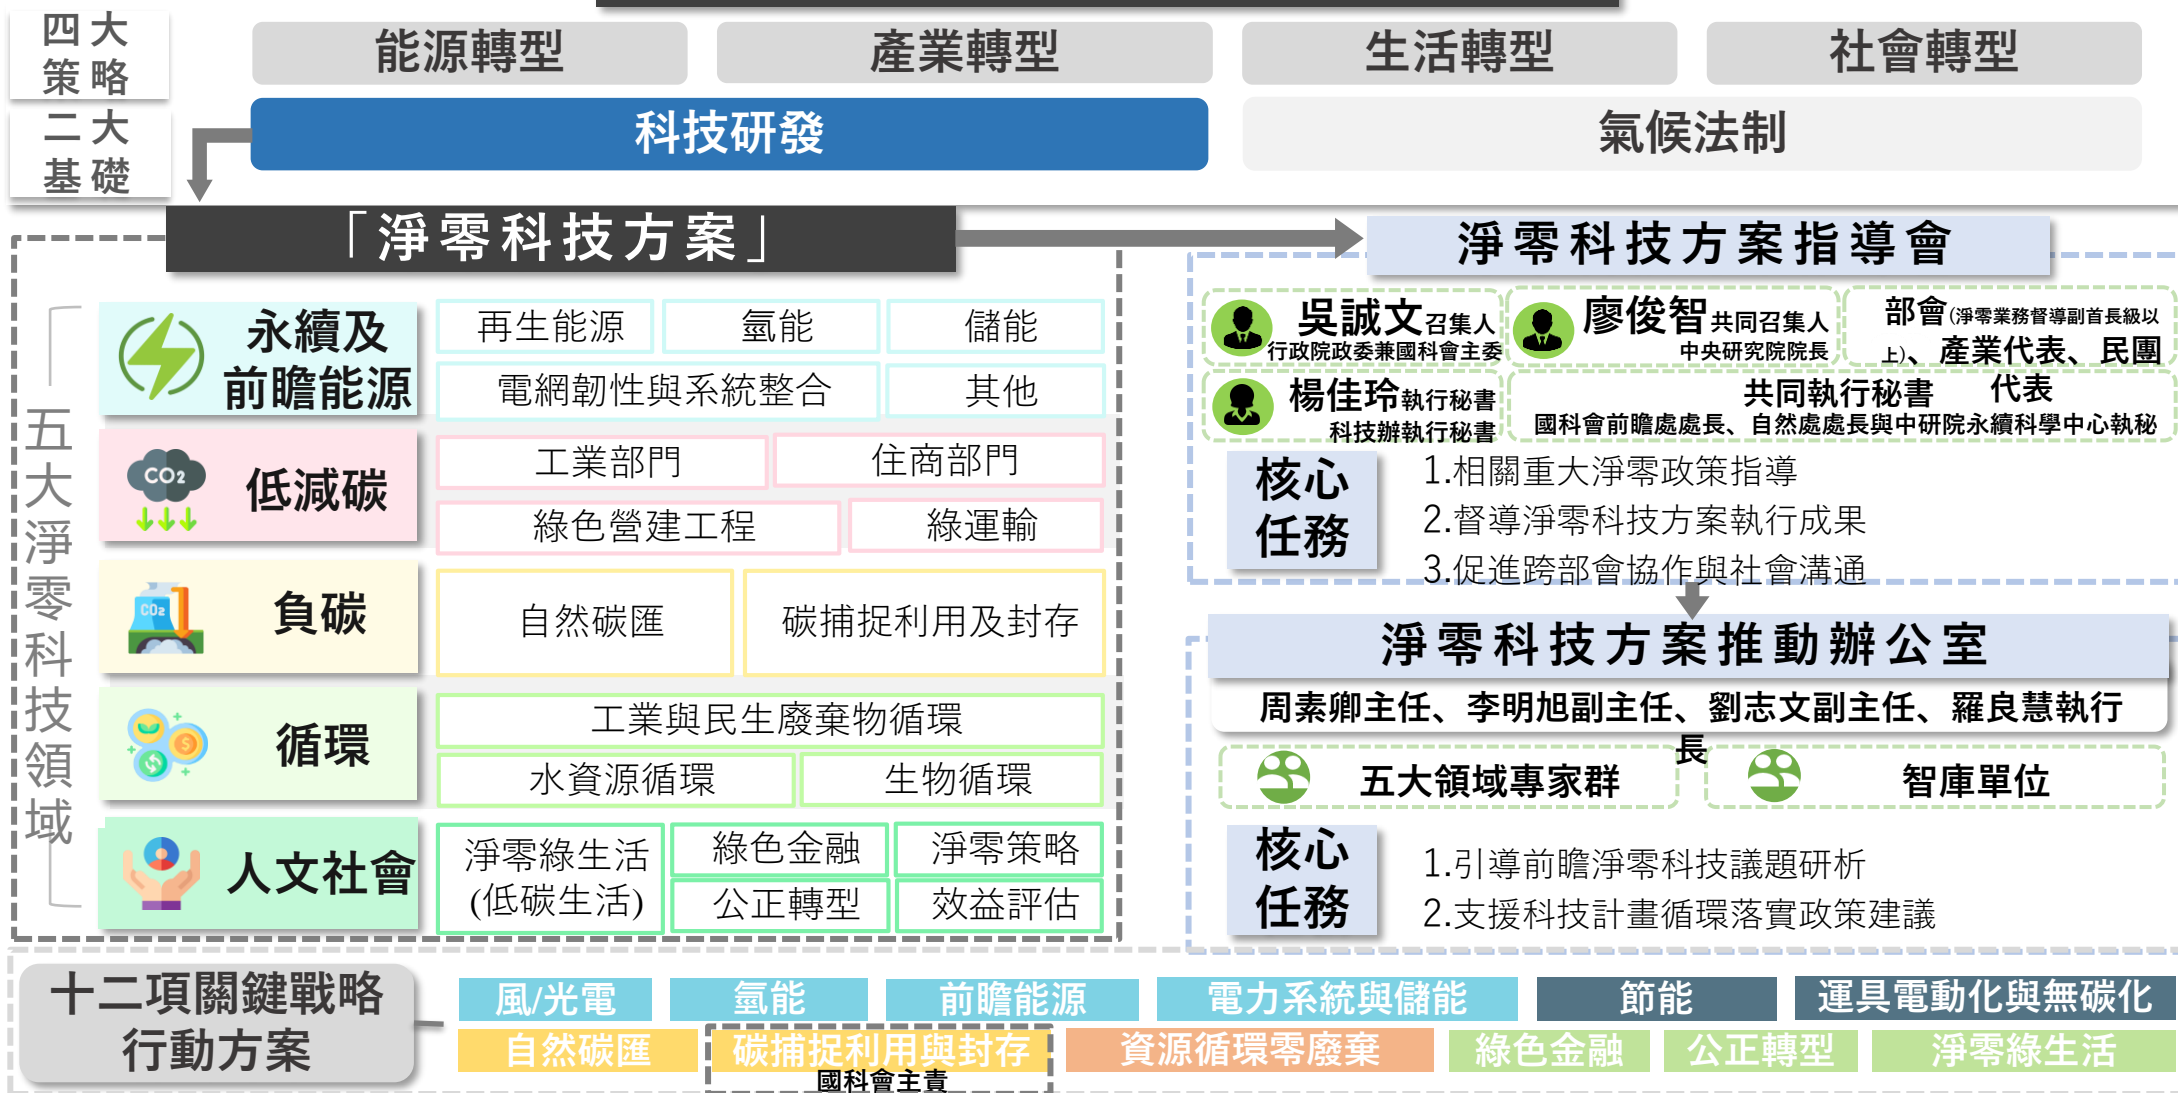 四大
策略
能源轉型
產業轉型
生活轉型
社會轉型
二大
基礎
科技研發
氣候法制
「淨零科技方案」
五大淨零科技領域
永續及
前瞻能源
再生能源
氫能
儲能
電網韌性與系統整合
其他
CO2
低減碳
工業部門
住商部門
綠色營建工程
綠運輸
CO2
負碳
自然碳匯
碳捕捉利用及封存
循環
工業與民生廢棄物循環
水資源循環
生物循環
人文社會
淨零綠生活
(低碳生活)
綠色金融
淨零策略
公正轉型
效益評估
淨零科技方案指導會
吳誠文召集人
行政院政委兼國科會主委
廖俊智共同召集人
中央研究院院長
部會(淨零業務督導副首長級以
上)、產業代表、民團
代表
楊佳玲執行秘書
科技辦執行秘書
共同執行秘書
國科會前瞻處處長、自然處處長與中研院永續科學中心執秘
核心
任務
1.相關重大淨零政策指導
2.督導淨零科技方案執行成果
3.促進跨部會協作與社會溝通
淨零科技方案推動辦公室
周素卿主任、李明旭副主任、劉志文副主任、羅良慧執行
長
五大領域專家群
智庫單位
核心
任務
1.引導前瞻淨零科技議題研析
2.支援科技計畫循環落實政策建議
十二項關鍵戰略
行動方案
風/光電
氫能
前瞻能源
電力系統與儲能
節能
運具電動化與無碳化
自然碳匯
碳捕捉利用與封存
國科會主責
資源循環零廢棄
綠色金融
公正轉型
淨零綠生活